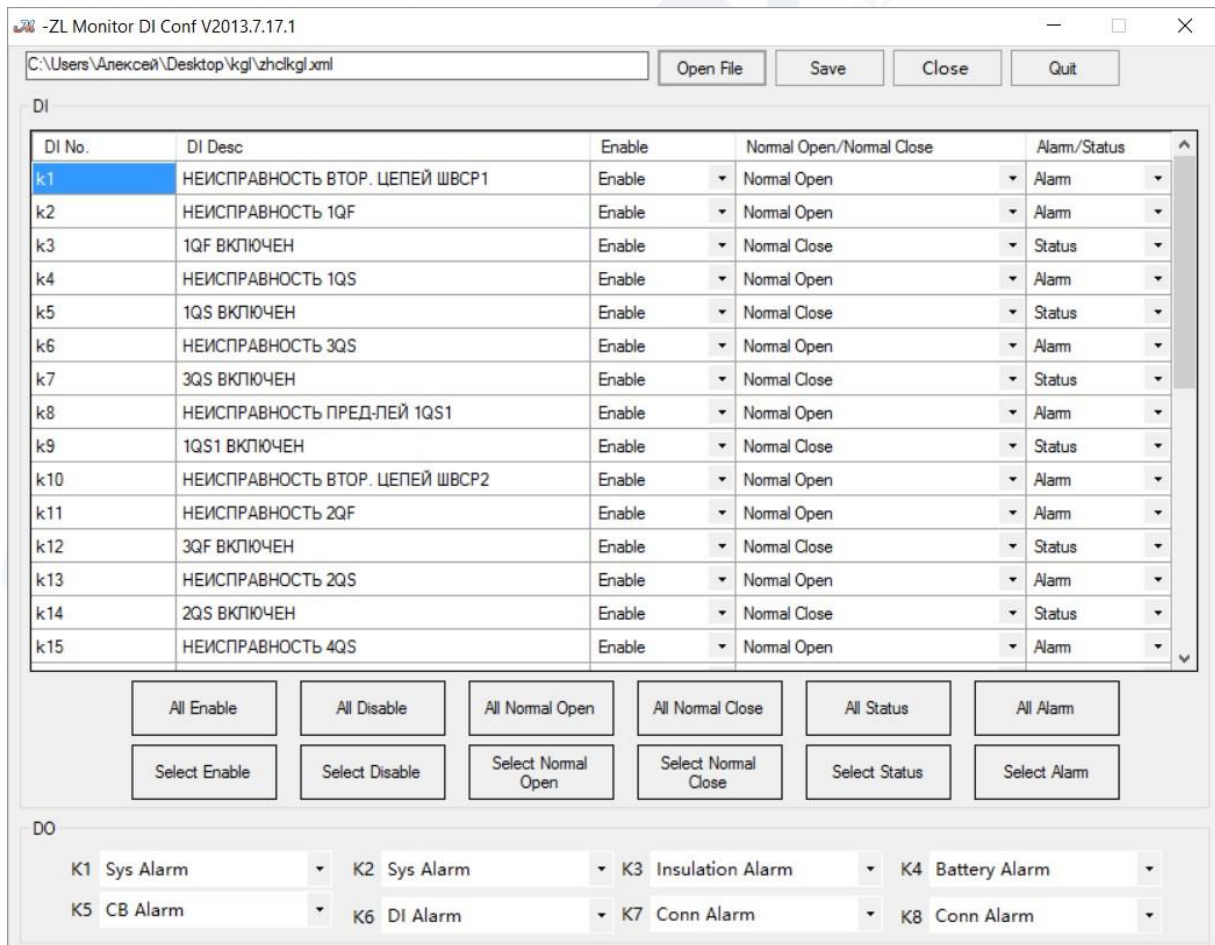 -ZL Monitor DI Conf V2013.7.17.1
C:\Users\Алексей\Desktop\kgl\zhclkgl.xml Open File Save Close Quit
DI
DI No. DI Desc Enable Normal Open/Normal Close Alarm/Status
k1 НЕИСПРАВНОСТЬ ВТОР. ЦЕПЕЙ ШВСР1 Enable Normal Open Alarm
k2 НЕИСПРАВНОСТЬ 1QF Enable Normal Open Alarm
k3 1QF ВКЛЮЧЕН Enable Normal Close Status
k4 НЕИСПРАВНОСТЬ 1QS Enable Normal Open Alarm
k5 1QS ВКЛЮЧЕН Enable Normal Close Status
k6 НЕИСПРАВНОСТЬ 3QS Enable Normal Open Alarm
k7 3QS ВКЛЮЧЕН Enable Normal Close Status
k8 НЕИСПРАВНОСТЬ ПРЕД-ЛЕЙ 1QS1 Enable Normal Open Alarm
k9 1QS1 ВКЛЮЧЕН Enable Normal Close Status
k10 НЕИСПРАВНОСТЬ ВТОР. ЦЕПЕЙ ШВСР2 Enable Normal Open Alarm
k11 НЕИСПРАВНОСТЬ 2QF Enable Normal Open Alarm
k12 3QF ВКЛЮЧЕН Enable Normal Close Status
k13 НЕИСПРАВНОСТЬ 2QS Enable Normal Open Alarm
k14 2QS ВКЛЮЧЕН Enable Normal Close Status
k15 НЕИСПРАВНОСТЬ 4QS Enable Normal Open Alarm
All Enable All Disable All Normal Open All Normal Close All Status All Alarm
Select Enable Select Disable Select Normal Open Select Normal Close Select Status Select Alarm
DO
K1 Sys Alarm K2 Sys Alarm K3 Insulation Alarm K4 Battery Alarm
K5 CB Alarm K6 DI Alarm K7 Conn Alarm K8 Conn Alarm